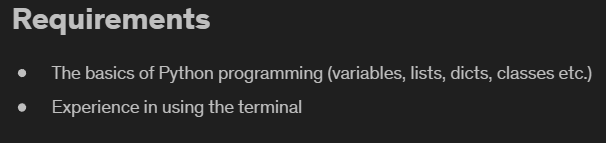 Requirements
● The basics of Python programming (variables, lists, dicts, classes etc.)
● Experience in using the terminal